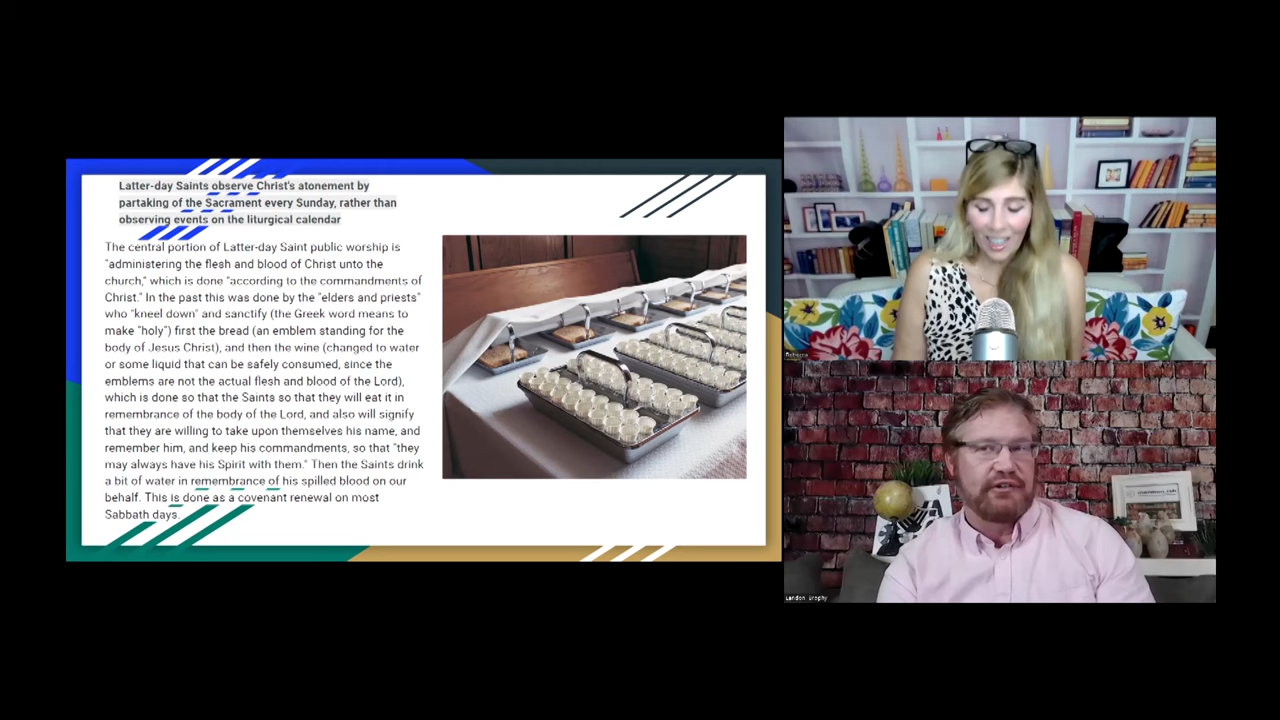 Latter-day Saints observe Christ's atonement by
partaking of the Sacrament every Sunday, rather than
observing events on the liturgical calendar
The central portion of Latter-day Saint public worship is
"administering the flesh and blood of Christ unto the
church," which is done "according to the commandments of
Christ." In the past this was done by the "elders and priests"
who "kneel down" and sanctify (the Greek word means to
make "holy") first the bread (an emblem standing for the
body of Jesus Christ), and then the wine (changed to water
or some liquid that can be safely consumed, since the
emblems are not the actual flesh and blood of the Lord),
which is done so that the Saints so that they will eat it in
remembrance of the body of the Lord, and also will signify
that they are willing to take upon themselves his name, and
remember him, and keep his commandments, so that "they
may always have his Spirit with them." Then the Saints drink
a bit of water in remembrance of his spilled blood on our
behalf. This is done as a covenant renewal on most
Sabbath days.
Landon Brophy